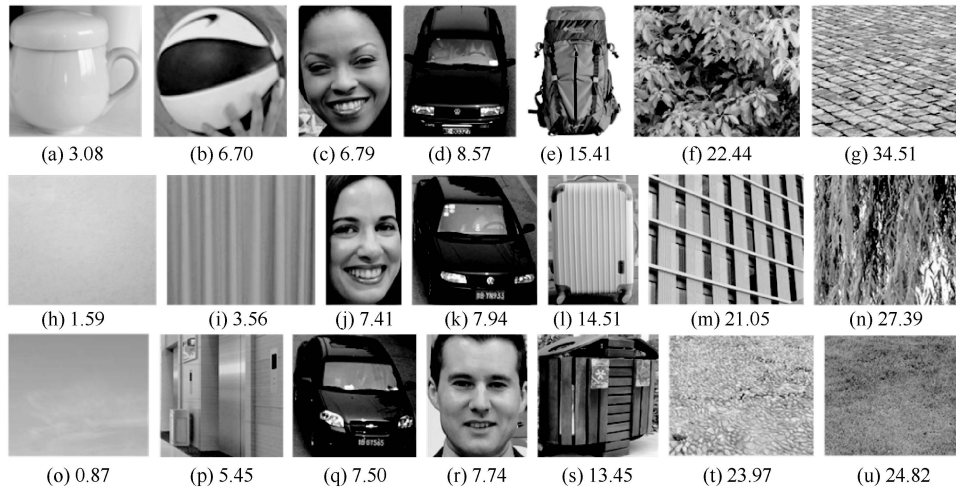 (a) 3.08 (b) 6.70 (c) 6.79 (d) 8.57 (e) 15.41 (f) 22.44 (g) 34.51
(h) 1.59 (i) 3.56 (j) 7.41 (k) 7.94 (l) 14.51 (m) 21.05 (n) 27.39
(o) 0.87 (p) 5.45 (q) 7.50 (r) 7.74 (s) 13.45 (t) 23.97 (u) 24.82